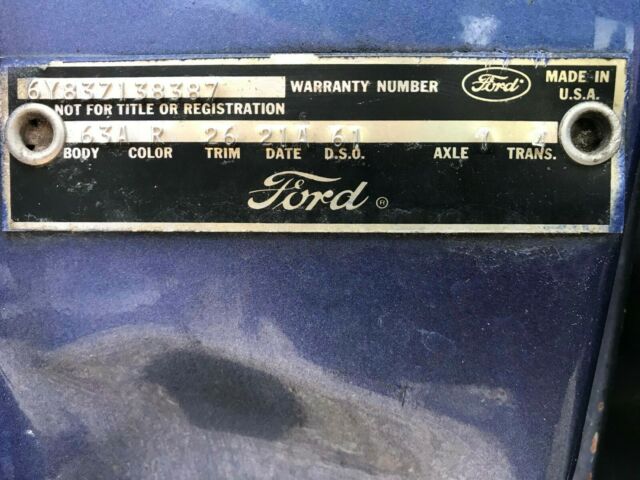 6Y83Z138387 WARRANTY NUMBER Ford MADE IN U.S.A.
NOT FOR TITLE OR REGISTRATION
63A R 26 21A 61 4
BODY COLOR TRIM DATE D.S.O. AXLE TRANS.
Ford ®